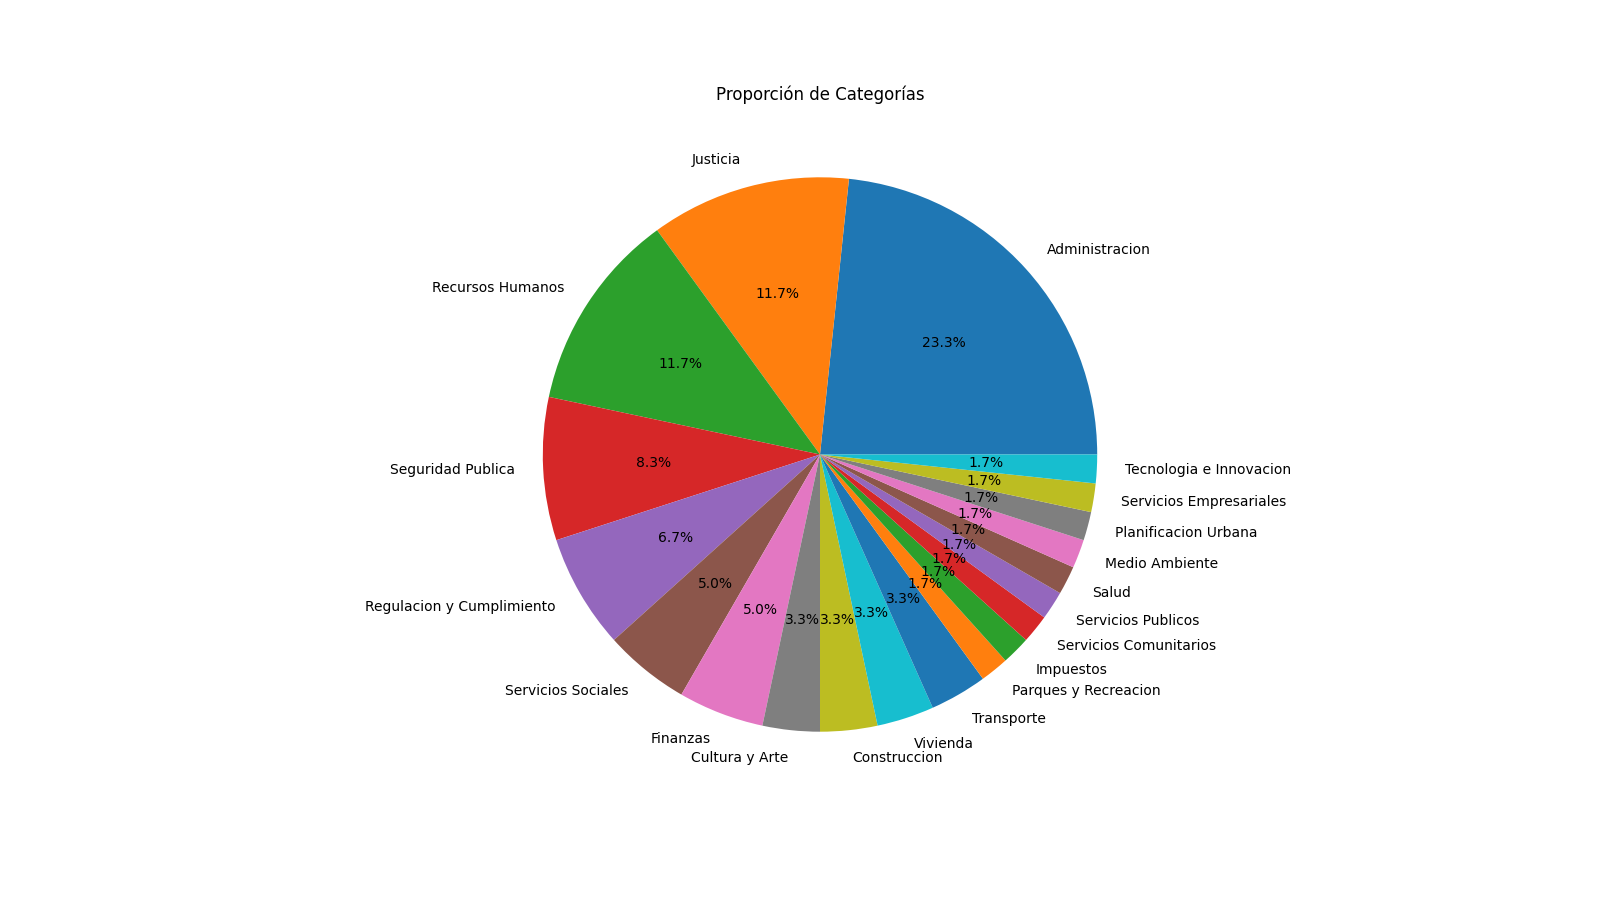 Proporción de Categorías
Justicia
Administracion
Recursos Humanos
11.7%
23.3%
11.7%
Seguridad Publica
8.3%
1.7%
Tecnologia e Innovacion
1.7%
Servicios Empresariales
1.7%
Planificacion Urbana
1.7%
Medio Ambiente
1.7%
Salud
6.7%
1.7%
Servicios Publicos
1.7%
Servicios Comunitarios
1.7%
Impuestos
5.0%
1.7%
Parques y Recreacion
Regulacion y Cumplimiento
5.0%
3.3%
3.3%
3.3%
3.3%
Servicios Sociales
Transporte
Finanzas
Vivienda
Cultura y Arte
Construccion